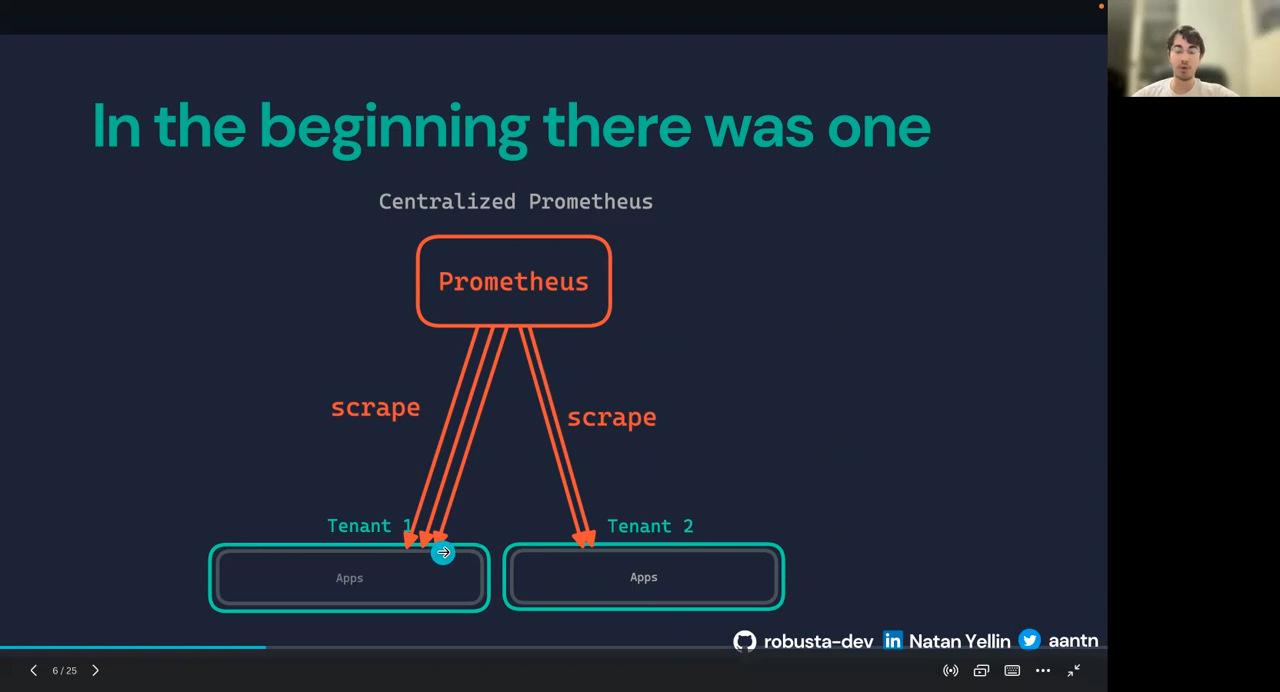 In the beginning there was one
Centralized Prometheus
Prometheus
scrape
scrape
Tenant 1
Tenant 2
Apps
Apps
robusta-dev in Natan Yellin aantn
6 / 25